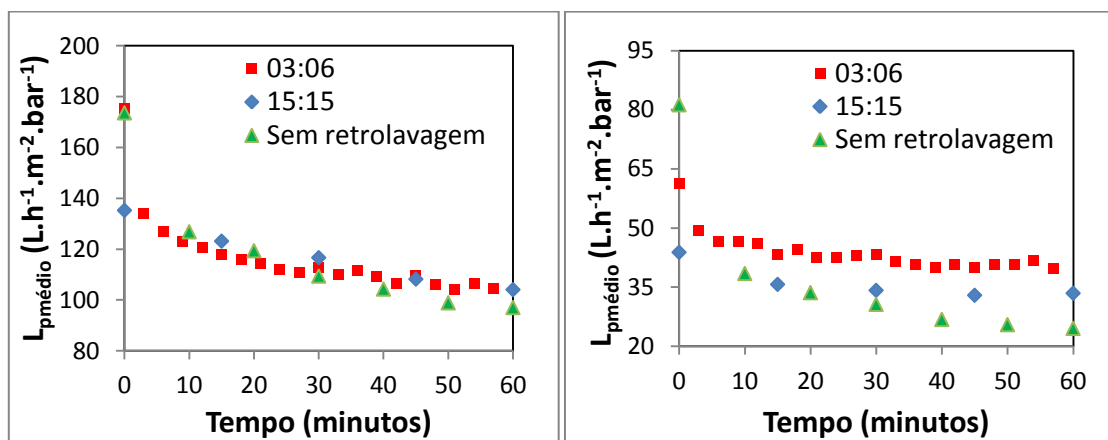 200
180
160
140
120
100
80
0 10 20 30 40 50 60
Lpmédio (L.h-1.m-2.bar-1)
Tempo (minutos)
03:06
15:15
Sem retrolavagem
95
80
65
50
35
20
0 10 20 30 40 50 60
Lpmédio (L.h-1.m-2.bar-1)
Tempo (minutos)
03:06
15:15
Sem retrolavagem